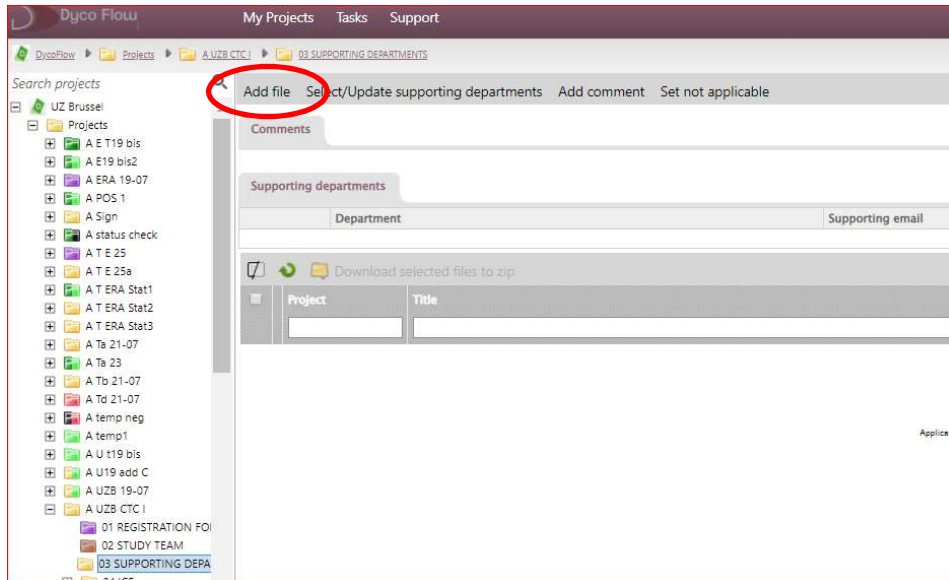 Dyco Flow My Projects Tasks Support
DycoFlow Projects A UZB CTC I 03 SUPPORTING DEPARTMENTS
Search projects
Add file Select/Update supporting departments Add comment Set not applicable
UZ Brussel
Projects
A E T19 bis
A E19 bis2
A ERA 19-07
A POS 1
A Sign
A status check
A T E 25
A T E 25a
A T ERA Stat1
A T ERA Stat2
A T ERA Stat3
A Ta 21-07
A Ta 23
A Tb 21-07
A Td 21-07
A temp neg
A temp1
A U t19 bis
A U19 add C
A UZB 19-07
A UZB CTC I
01 REGISTRATION FO
02 STUDY TEAM
03 SUPPORTING DEPA
Comments
Supporting departments
Department Supporting email
Download selected files to zip
Project Title
Applica